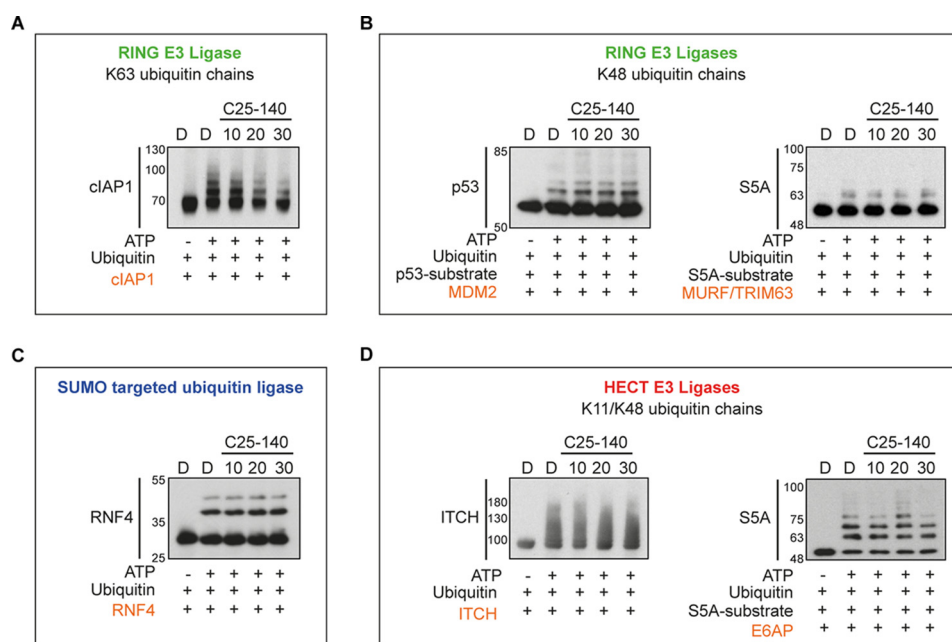 A
RING E3 Ligase
K63 ubiquitin chains
C25-140
D D 10 20 30
130
100
cIAP1
70
ATP - + + + +
Ubiquitin + + + + +
cIAP1 + + + + +
B
RING E3 Ligases
K48 ubiquitin chains
C25-140
D D 10 20 30
85
p53
50
ATP - + + + +
Ubiquitin + + + + +
p53-substrate + + + + +
MDM2 + + + + +
C25-140
D D 10 20 30
100
75
S5A
63
48
ATP - + + + +
Ubiquitin + + + + +
S5A-substrate + + + + +
MURF/TRIM63 + + + + +
C
SUMO targeted ubiquitin ligase
C25-140
D D 10 20 30
55
RNF4
35
25
ATP - + + + +
Ubiquitin + + + + +
RNF4 + + + + +
D
HECT E3 Ligases
K11/K48 ubiquitin chains
C25-140
D D 10 20 30
180
ITCH
130
100
ATP - + + + +
Ubiquitin + + + + +
ITCH + + + + +
C25-140
D D 10 20 30
100
S5A
75
63
48
ATP - + + + +
Ubiquitin + + + + +
S5A-substrate + + + + +
E6AP + + + + +